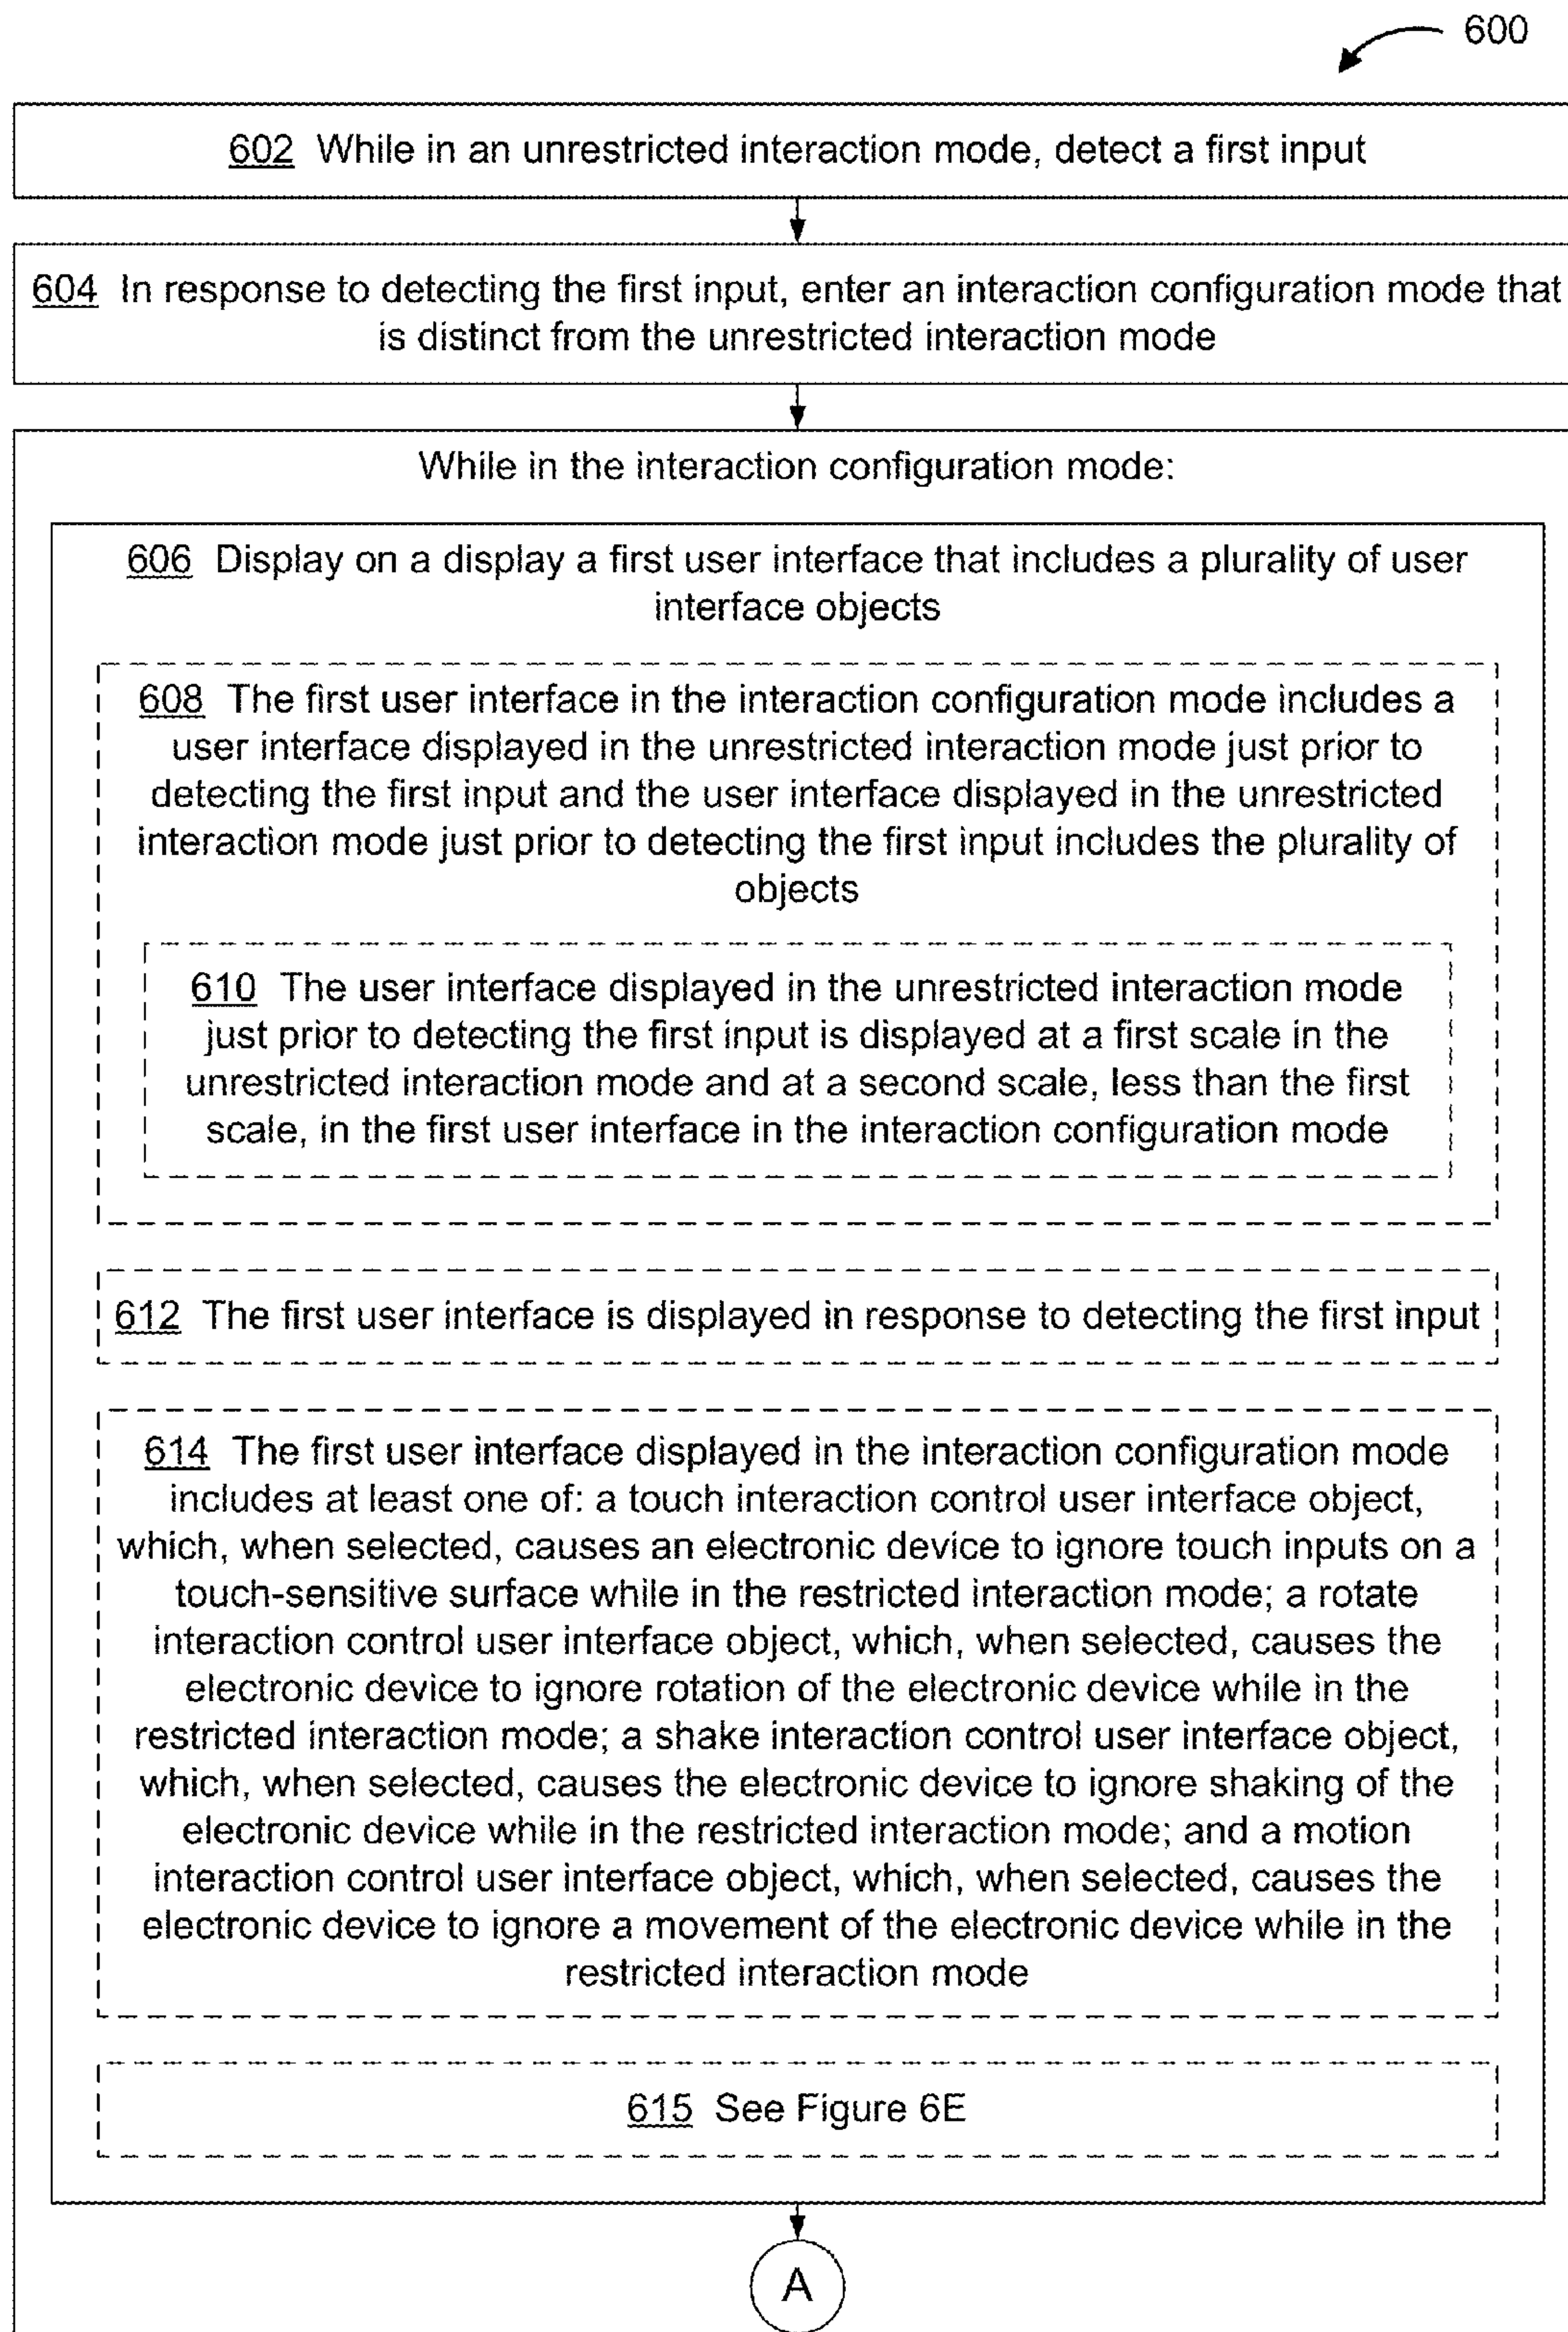 600
602 While in an unrestricted interaction mode, detect a first input
604 In response to detecting the first input, enter an interaction configuration mode that
is distinct from the unrestricted interaction mode
While in the interaction configuration mode:
606 Display on a display a first user interface that includes a plurality of user
interface objects
608 The first user interface in the interaction configuration mode includes a
user interface displayed in the unrestricted interaction mode just prior to
detecting the first input and the user interface displayed in the unrestricted
interaction mode just prior to detecting the first input includes the plurality of
objects
610 The user interface displayed in the unrestricted interaction mode
just prior to detecting the first input is displayed at a first scale in the
unrestricted interaction mode and at a second scale, less than the first
scale, in the first user interface in the interaction configuration mode
612 The first user interface is displayed in response to detecting the first input
614 The first user interface displayed in the interaction configuration mode
includes at least one of: a touch interaction control user interface object,
which, when selected, causes an electronic device to ignore touch inputs on a
touch-sensitive surface while in the restricted interaction mode; a rotate
interaction control user interface object, which, when selected, causes the
electronic device to ignore rotation of the electronic device while in the
restricted interaction mode; a shake interaction control user interface object,
which, when selected, causes the electronic device to ignore shaking of the
electronic device while in the restricted interaction mode; and a motion
interaction control user interface object, which, when selected, causes the
electronic device to ignore a movement of the electronic device while in the
restricted interaction mode
615 See Figure 6E
A